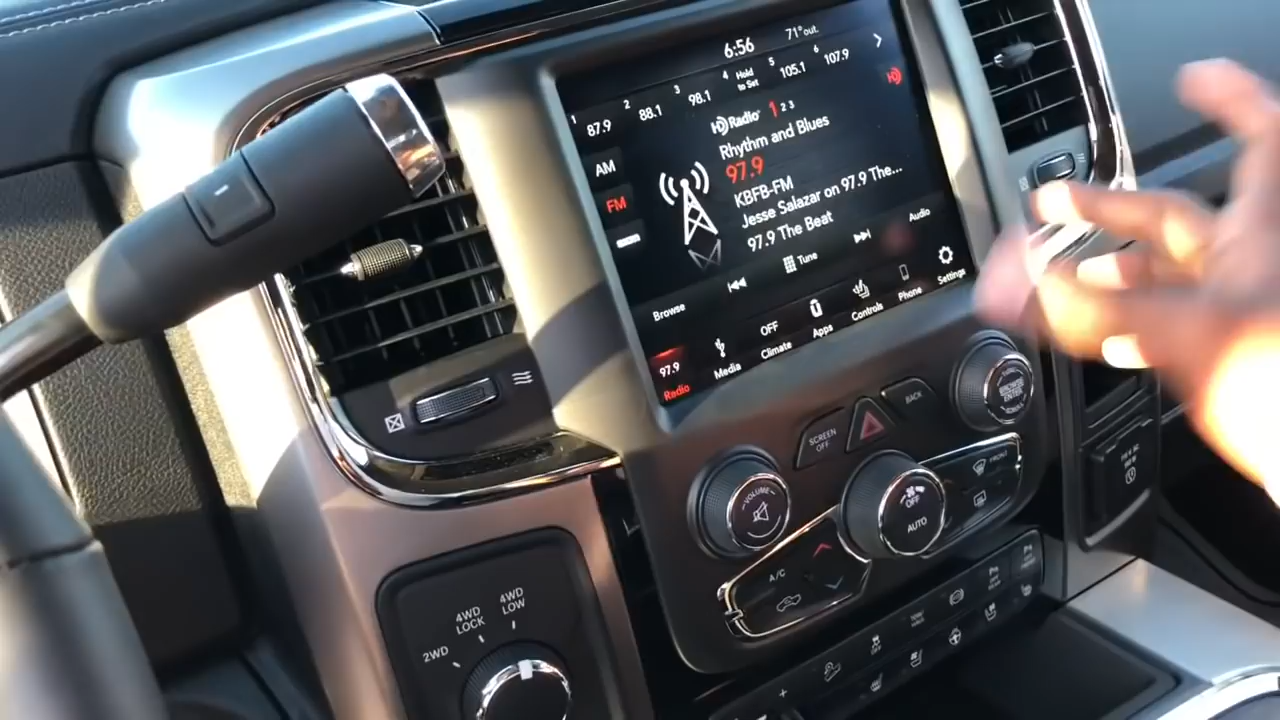 6:56
71° out.
1 87.9
2 88.1
3 98.1
4 Hold to Set
5 105.1
6 107.9
HD Radio 1 2 3
AM
FM
Rhythm and Blues
97.9
KBFB-FM
Jesse Salazar on 97.9 The...
97.9 The Beat
Browse
Tune
Audio
97.9
Radio
Media
OFF
Climate
Apps
Controls
Phone
Settings
SCREEN
OFF
BACK
BROWSE
ENTER
VOLUME
OFF
AUTO
FRONT
A/C
4WD
LOCK
4WD
LOW
2WD